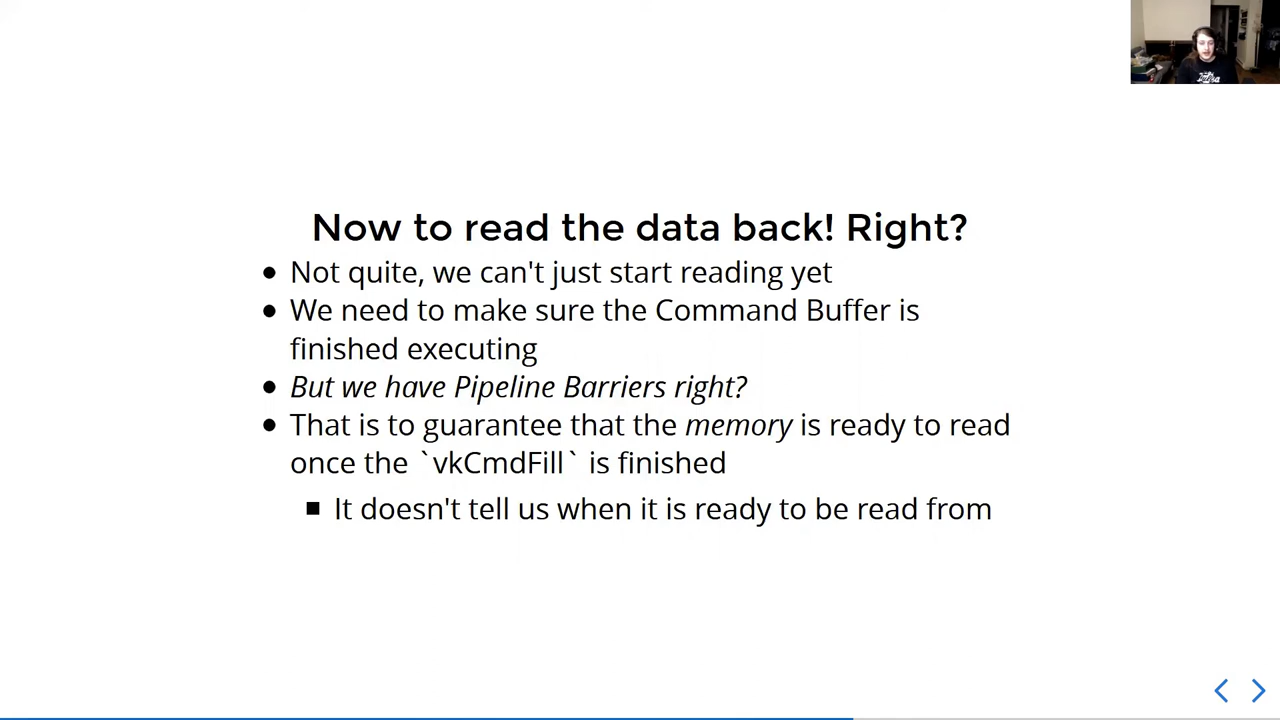 Now to read the data back! Right?
Not quite, we can't just start reading yet
We need to make sure the Command Buffer is
finished executing
But we have Pipeline Barriers right?
That is to guarantee that the memory is ready to read
once the `vkCmdFill` is finished
It doesn't tell us when it is ready to be read from